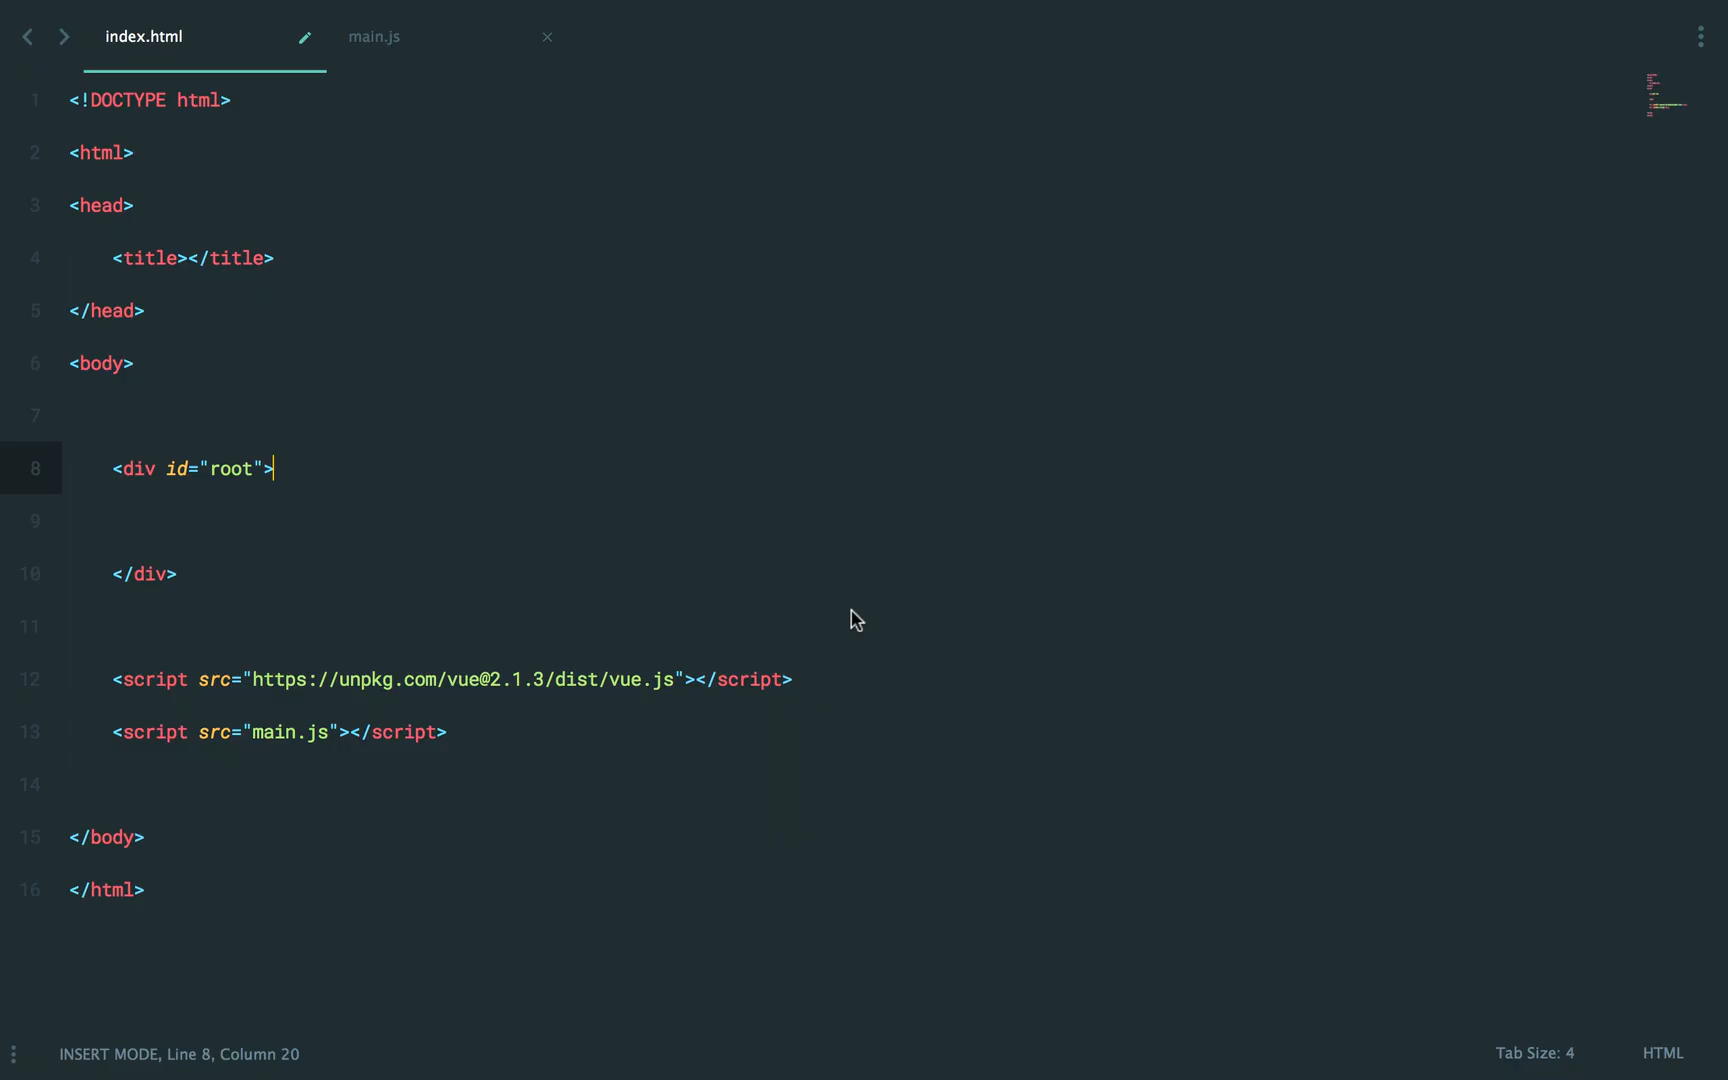 index.html main.js
1 <!DOCTYPE html>
2 <html>
3 <head>
4 <title></title>
5 </head>
6 <body>
7
8 <div id="root">
9
10 </div>
11
12 <script src="https://unpkg.com/vue@2.1.3/dist/vue.js"></script>
13 <script src="main.js"></script>
14
15 </body>
16 </html>
INSERT MODE, Line 8, Column 20 Tab Size: 4 HTML